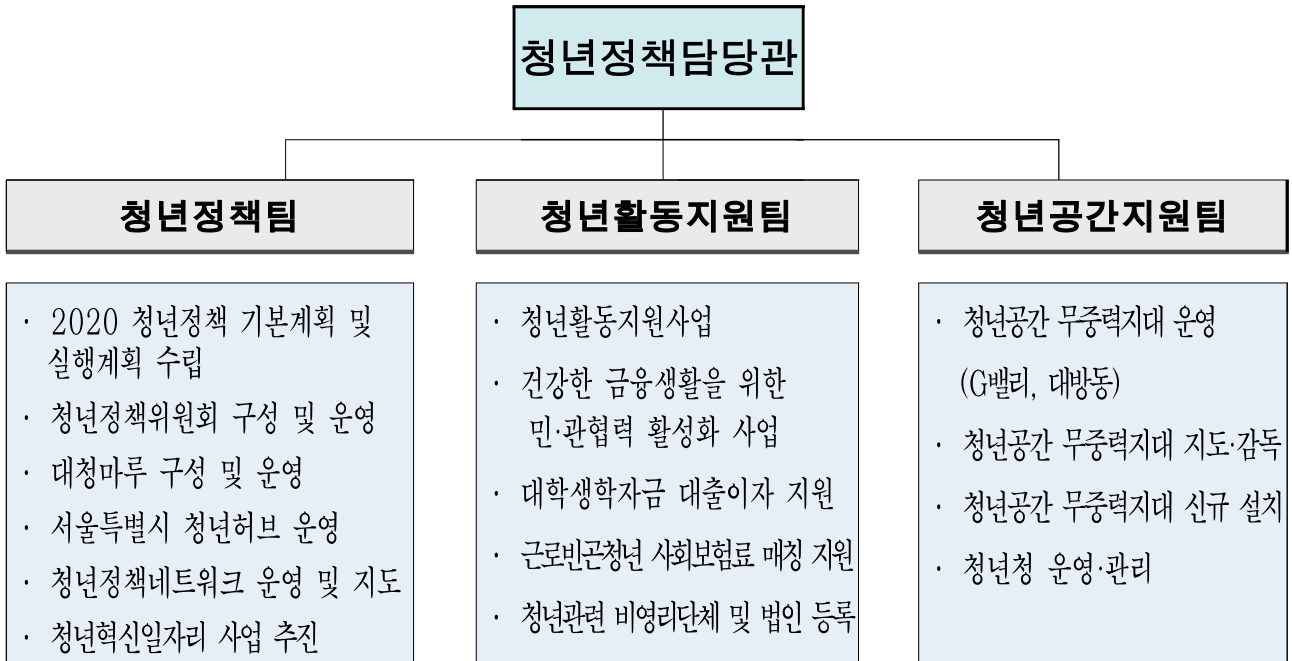 청년정책담당관
청년정책팀
· 2020 청년정책 기본계획 및
실행계획 수립
· 청년정책위원회 구성 및 운영
· 대청마루 구성 및 운영
· 서울특별시 청년허브 운영
· 청년정책네트워크 운영 및 지도
· 청년혁신일자리 사업 추진
청년활동지원팀
· 청년활동지원사업
· 건강한 금융생활을 위한
민·관협력 활성화 사업
· 대학생학자금 대출이자 지원
· 근로빈곤청년 사회보험료 매칭 지원
· 청년관련 비영리단체 및 법인 등록
청년공간지원팀
· 청년공간 무중력지대 운영
(G밸리, 대방동)
· 청년공간 무중력지대 지도·감독
· 청년공간 무중력지대 신규 설치
· 청년청 운영·관리